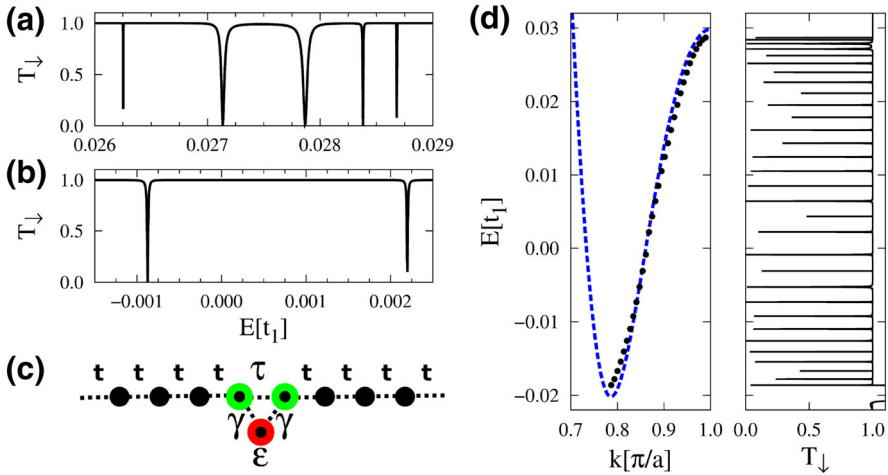 (a)
T↓
1.0
0.5
0.0
0.026 0.027 0.028 0.029
(b)
T↓
1.0
0.5
0.0
−0.001 0.000 0.001 0.002
E[t₁]
(c)
t t t t τ t t t t
γ γ
ε
(d)
E[t₁]
0.03
0.02
0.01
0.00
−0.01
−0.02
0.7 0.8 0.9 1.0
k[π/a]
0.0 0.5 1.0
T↓